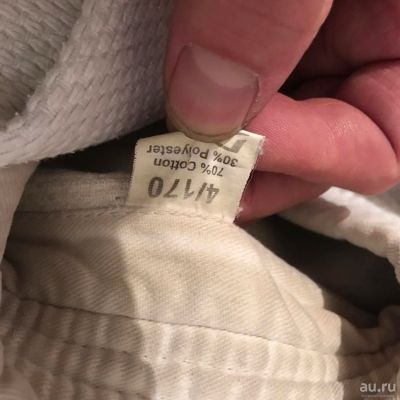 4/170
70% Cotton
30% Polyester
au.ru